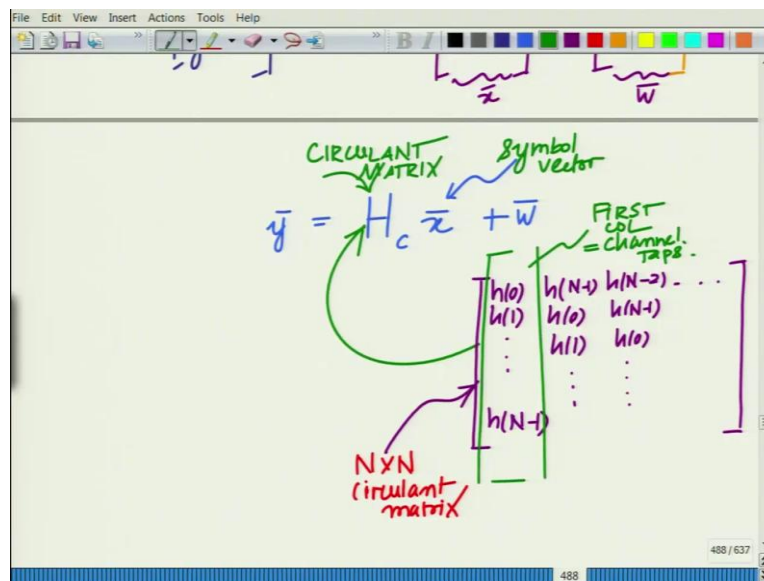 File Edit View Insert Actions Tools Help
B I
x̄ w̄
CIRCULANT
MATRIX
Symbol
vector
ȳ = H_c x̄ + w̄
FIRST
COL
= channel
Taps.
h(0) h(N-1) h(N-2) . . . .
h(1) h(0) h(N-1)
⋮ h(1) h(0)
⋮ ⋮
h(N-1)
N×N
Circulant
matrix
488 / 637
488